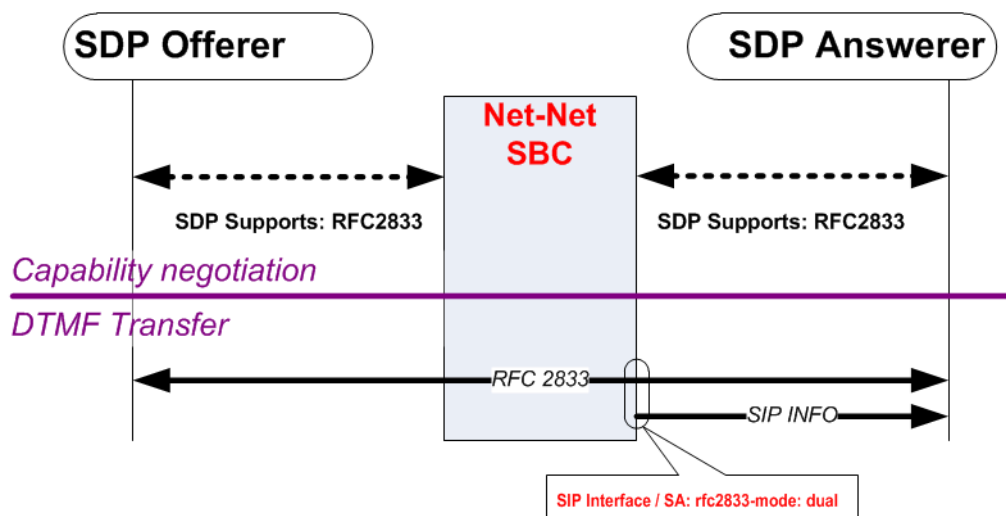 SDP Offerer
SDP Answerer
Net-Net
SBC
SDP Supports: RFC2833
SDP Supports: RFC2833
Capability negotiation
DTMF Transfer
RFC 2833
SIP INFO
SIP Interface / SA: rfc2833-mode: dual